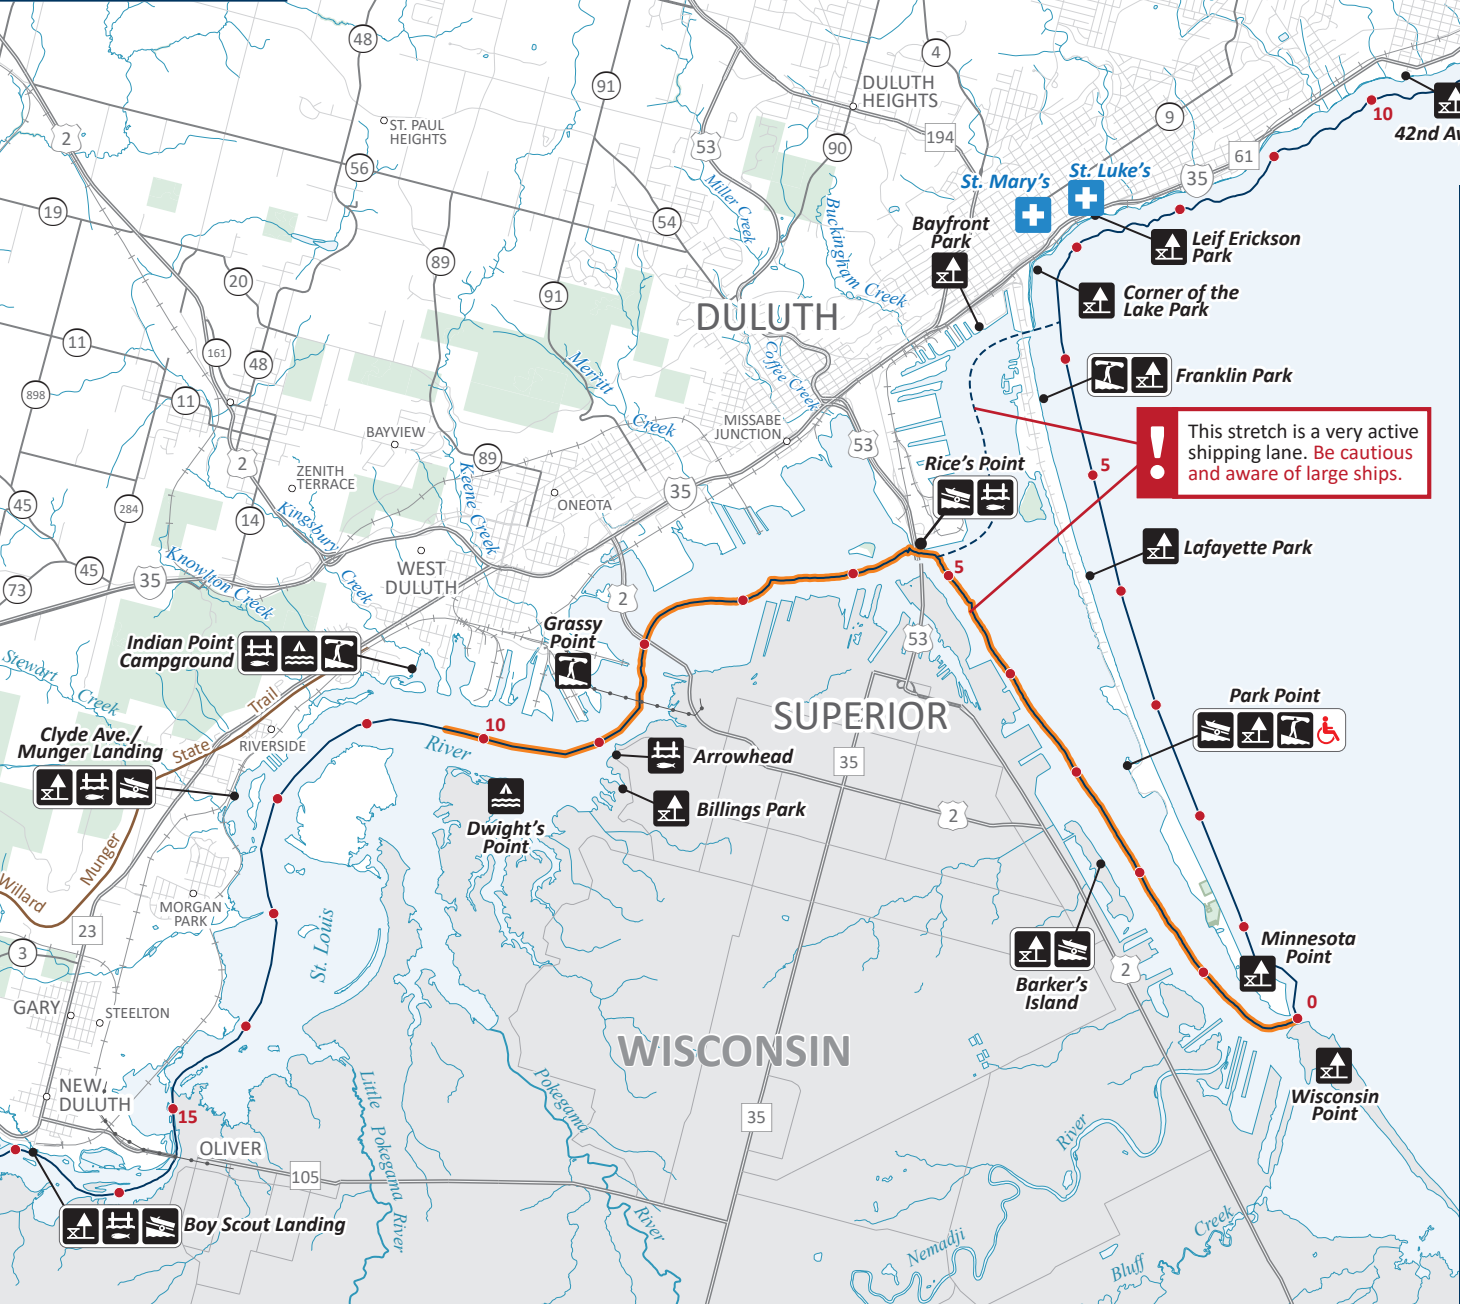 48
4
91
DULUTH
HEIGHTS
10
42nd Av
2
ST. PAUL
HEIGHTS
53
90
194
9
61
56
35
St. Mary's
St. Luke's
19
54
Miller Creek
Buckingham Creek
Bayfront
Park
Leif Erickson
Park
89
20
91
Corner of the
Lake Park
DULUTH
11
161
48
Merritt
Creek
Coffee Creek
Franklin Park
898
11
This stretch is a very active
shipping lane. Be cautious
and aware of large ships.
MISSABE
JUNCTION
BAYVIEW
53
2
ZENITH
TERRACE
89
Keene Creek
5
Rice's Point
35
ONEOTA
45
284
14
Kingsbury
Creek
Lafayette Park
WEST
DULUTH
Knowlton Creek
45
35
73
5
2
Grassy
Point
53
Indian Point
Campground
Stewart
Creek
Trail
State
Munger
Willard
SUPERIOR
Park Point
Clyde Ave./
Munger Landing
RIVERSIDE
10
River
Arrowhead
35
Dwight's
Point
Billings Park
2
MORGAN
PARK
23
St. Louis
3
Minnesota
Point
Barker's
Island
2
0
GARY
STEELTON
WISCONSIN
Wisconsin
Point
NEW
DULUTH
15
Little Pokegama River
Pokegama
River
35
OLIVER
105
River
Nemadji
Bluff
Creek
Boy Scout Landing